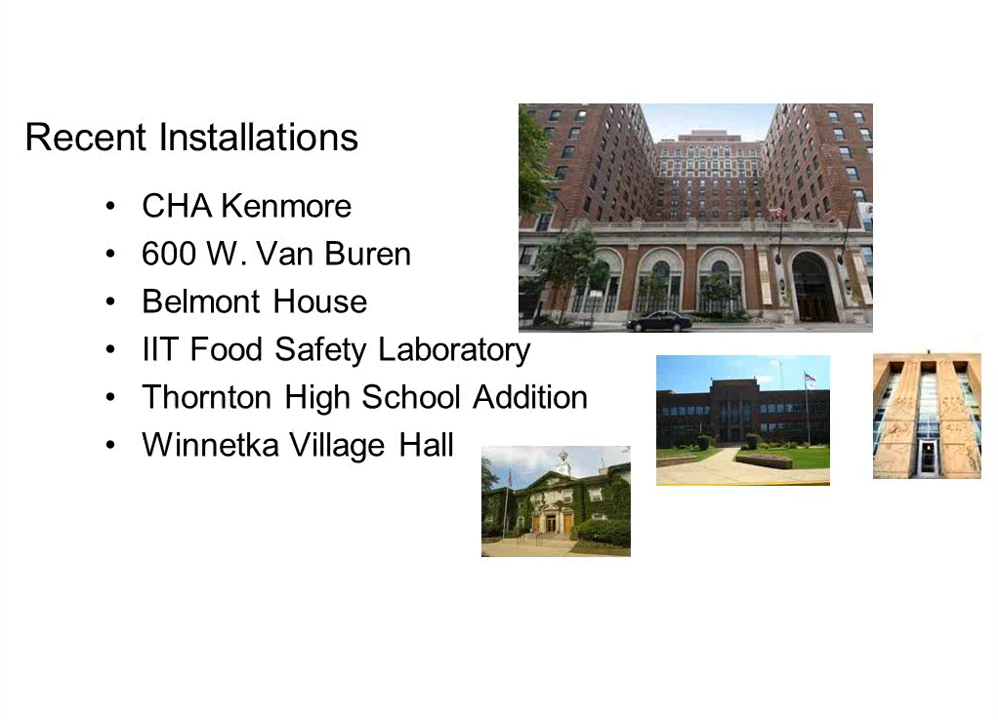 Recent Installations
• CHA Kenmore
• 600 W. Van Buren
• Belmont House
• IIT Food Safety Laboratory
• Thornton High School Addition
• Winnetka Village Hall